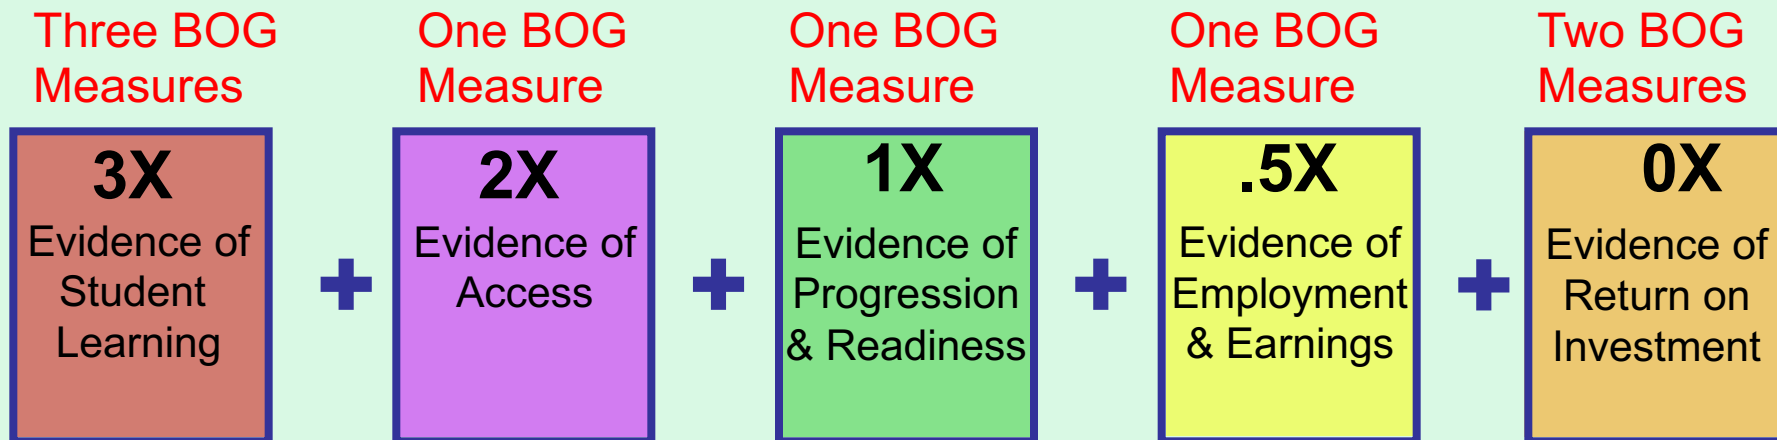 Three BOG
Measures
One BOG
Measure
One BOG
Measure
One BOG
Measure
Two BOG
Measures
3X
Evidence of
Student
Learning
+
2X
Evidence of
Access
+
1X
Evidence of
Progression
& Readiness
+
.5X
Evidence of
Employment
& Earnings
+
0X
Evidence of
Return on
Investment